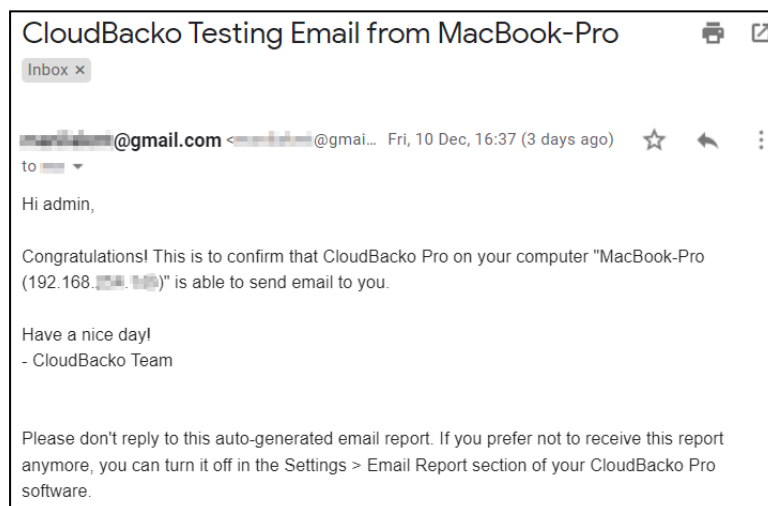 CloudBacko Testing Email from MacBook-Pro
Inbox ×
@gmail.com < @gmai... Fri, 10 Dec, 16:37 (3 days ago)
to
Hi admin,
Congratulations! This is to confirm that CloudBacko Pro on your computer "MacBook-Pro
(192.168. . )" is able to send email to you.
Have a nice day!
- CloudBacko Team
Please don't reply to this auto-generated email report. If you prefer not to receive this report
anymore, you can turn it off in the Settings > Email Report section of your CloudBacko Pro
software.